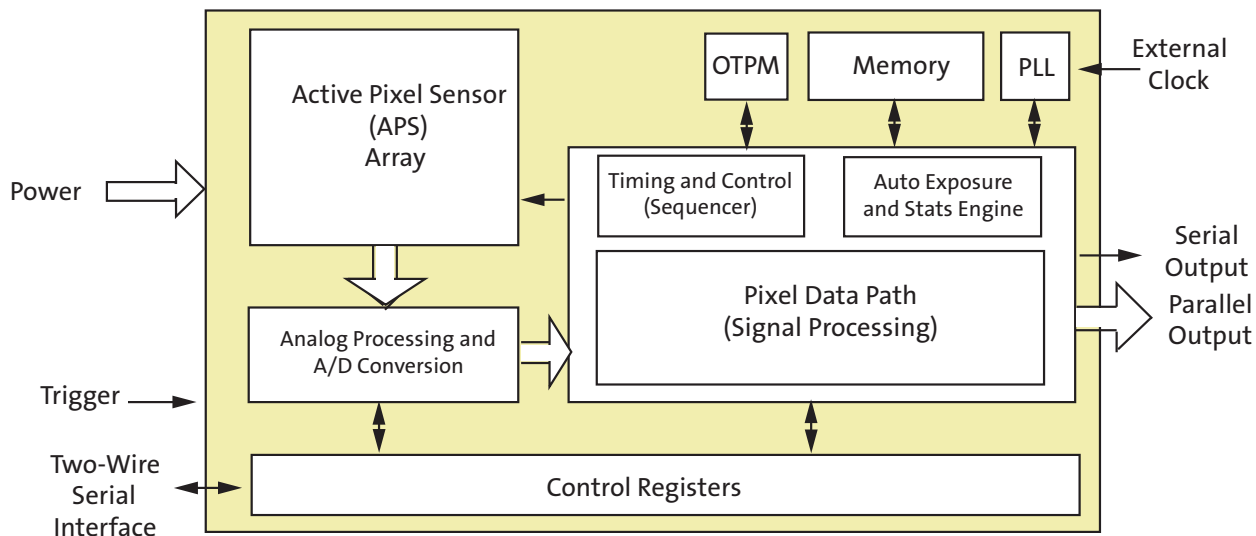 Active Pixel Sensor
(APS)
Array
OTPM
Memory
PLL
External
Clock
Power
Timing and Control
(Sequencer)
Auto Exposure
and Stats Engine
Serial
Output
Pixel Data Path
(Signal Processing)
Parallel
Output
Analog Processing and
A/D Conversion
Trigger
Two-Wire
Serial
Interface
Control Registers